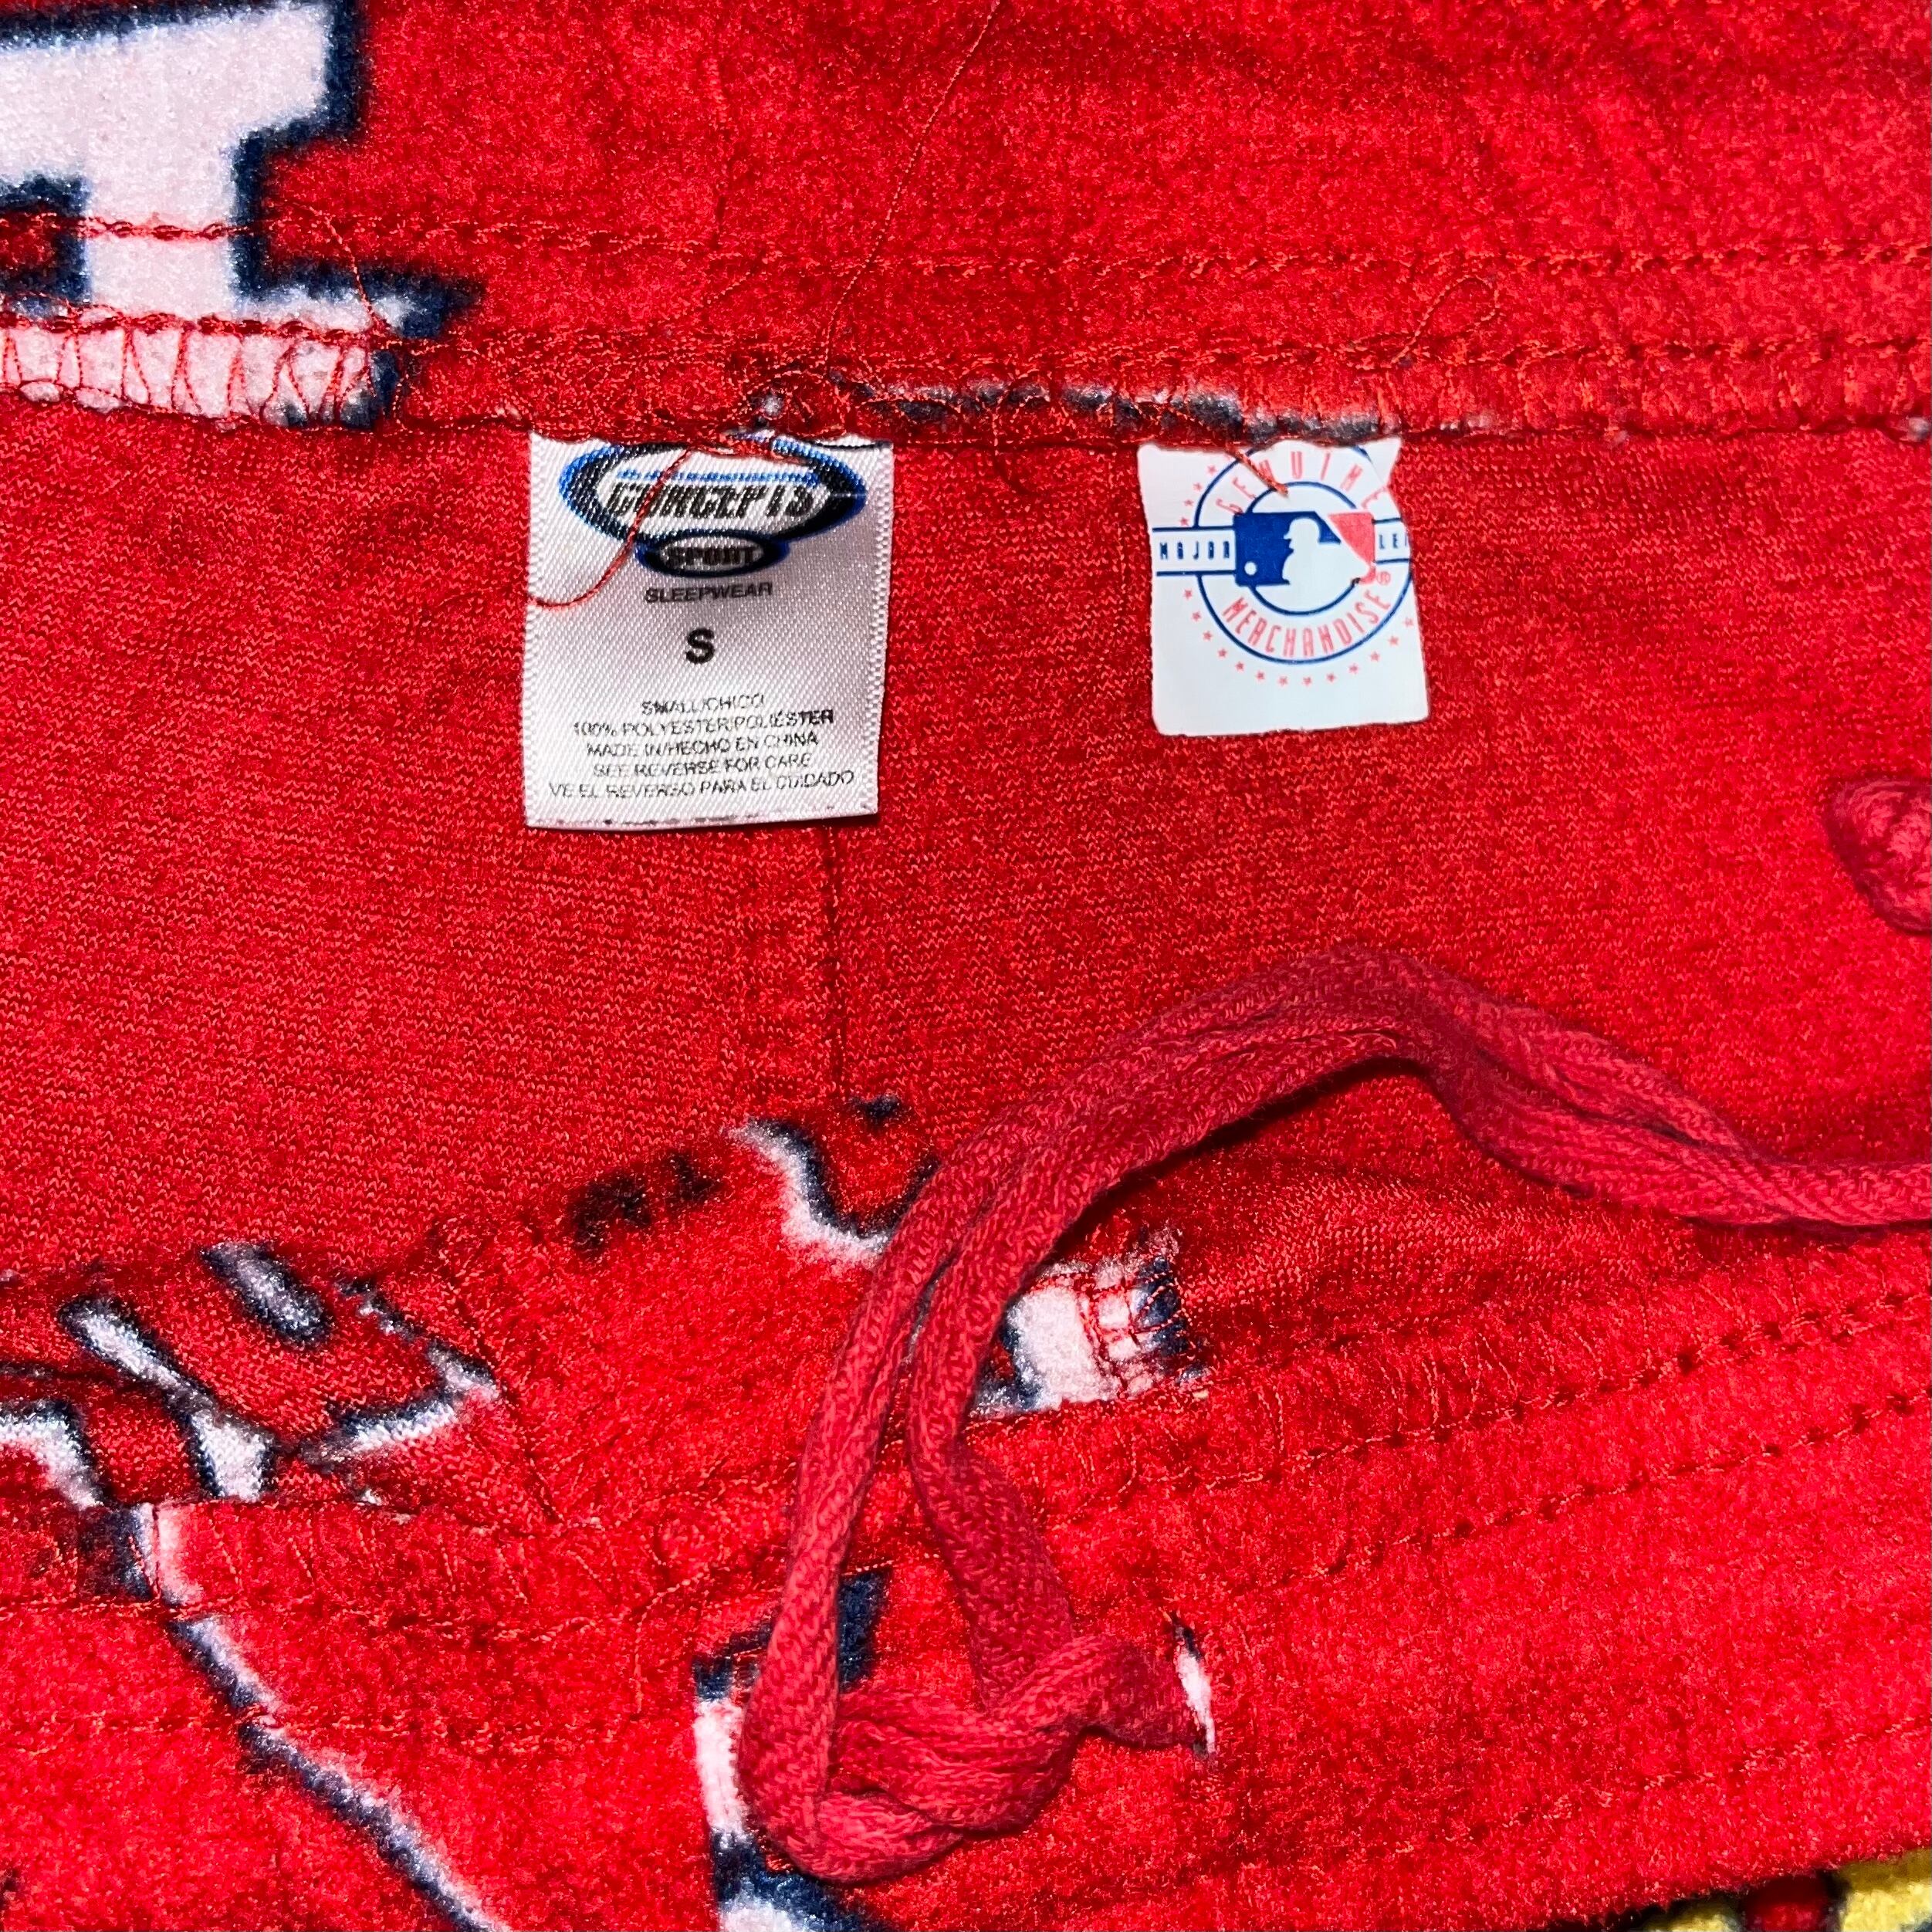 CONCEPTS
SPORT
SLEEPWEAR
S
SMALL/CHICO
100% POLYESTER/POLIÉSTER
MADE IN/HECHO EN CHINA
SEE REVERSE FOR CARE
VE EL REVERSO PARA EL CUIDADO
GENUINE
MAJOR LE
MERCHANDISE®